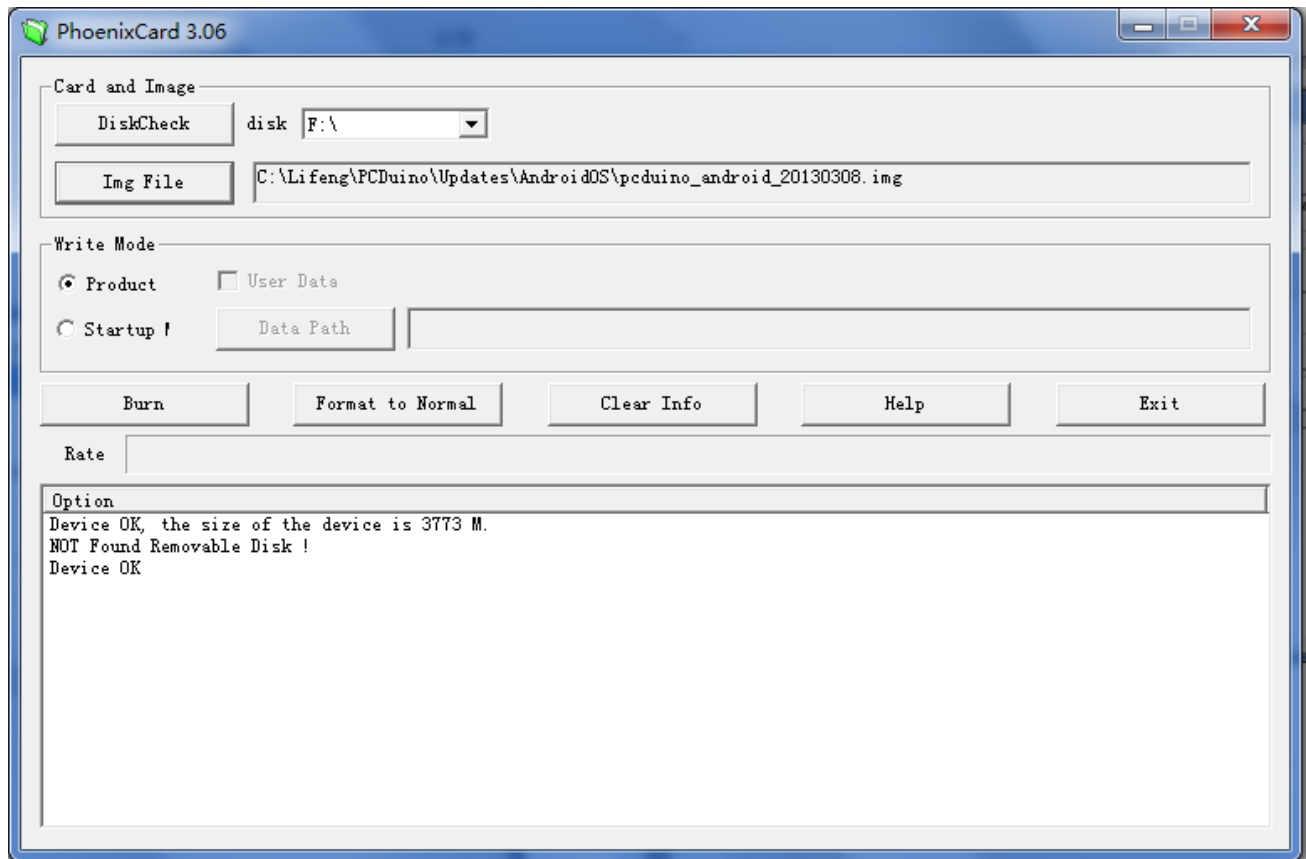 PhoenixCard 3.06
Card and Image
DiskCheck disk F:\
Img File C:\Lifeng\PCDuino\Updates\AndroidOS\pcduino_android_20130308.img
Write Mode
Product User Data
Startup ! Data Path
Burn Format to Normal Clear Info Help Exit
Rate
Option
Device OK, the size of the device is 3773 M.
NOT Found Removable Disk !
Device OK